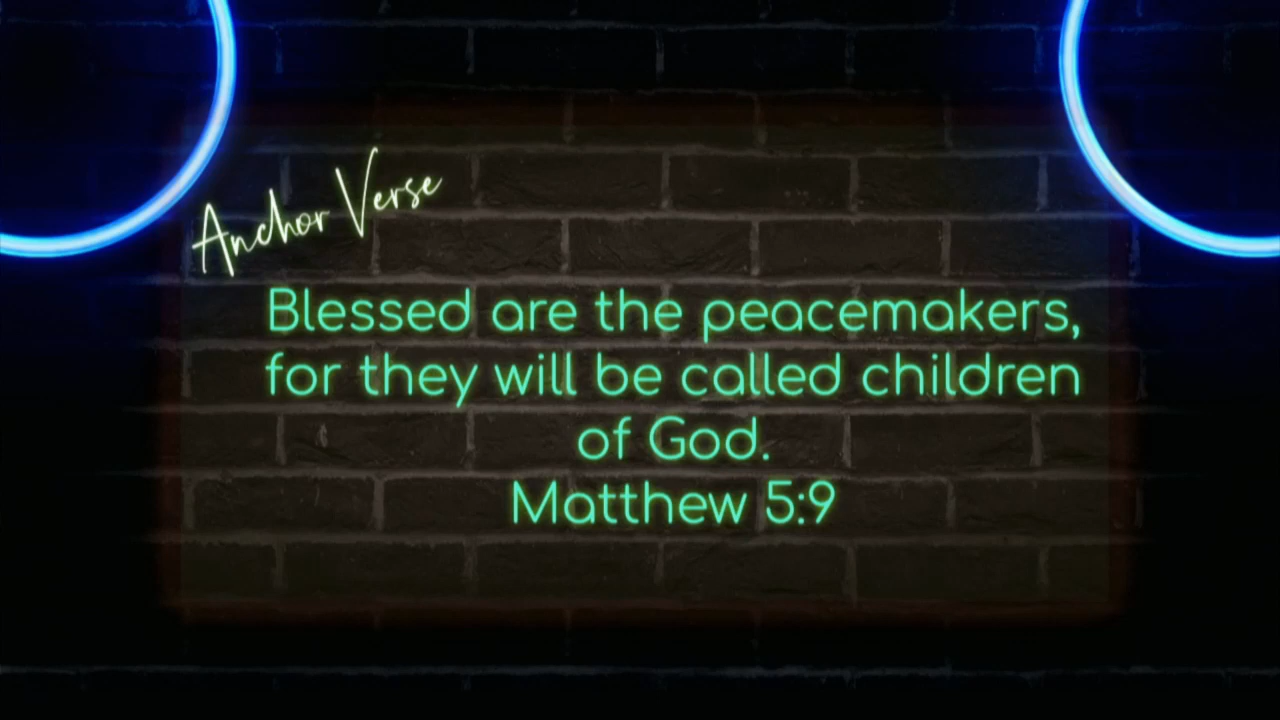 Anchor Verse
Blessed are the peacemakers,
for they will be called children
of God.
Matthew 5:9